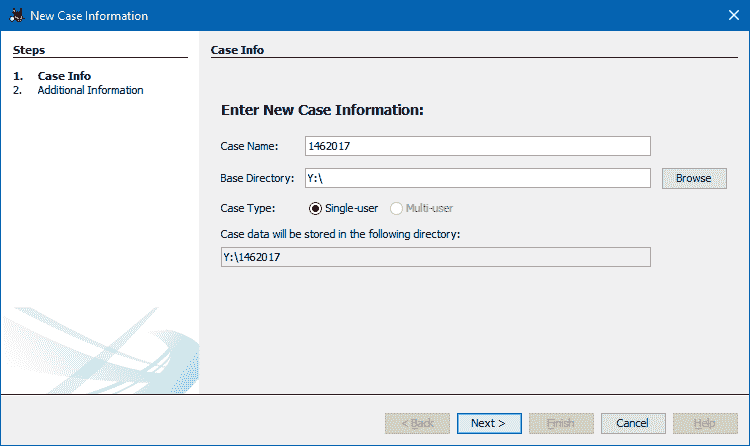 New Case Information
Steps
1. Case Info
2. Additional Information
Case Info
Enter New Case Information:
Case Name: 1462017
Base Directory: Y:\ Browse
Case Type: Single-user Multi-user
Case data will be stored in the following directory:
Y:\1462017
< Back Next > Finish Cancel Help